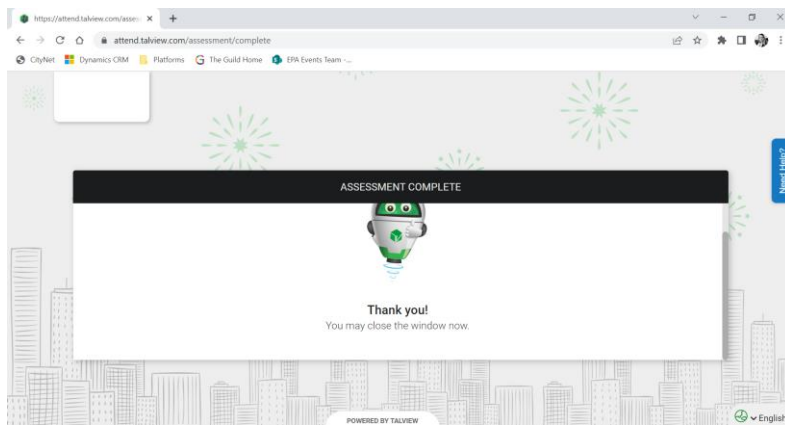 https://attend.talview.com/asses
attend.talview.com/assessment/complete
CityNet Dynamics CRM Platforms The Guild Home EPA Events Team -...
Need Help?
ASSESSMENT COMPLETE
Thank you!
You may close the window now.
POWERED BY TALVIEW
English